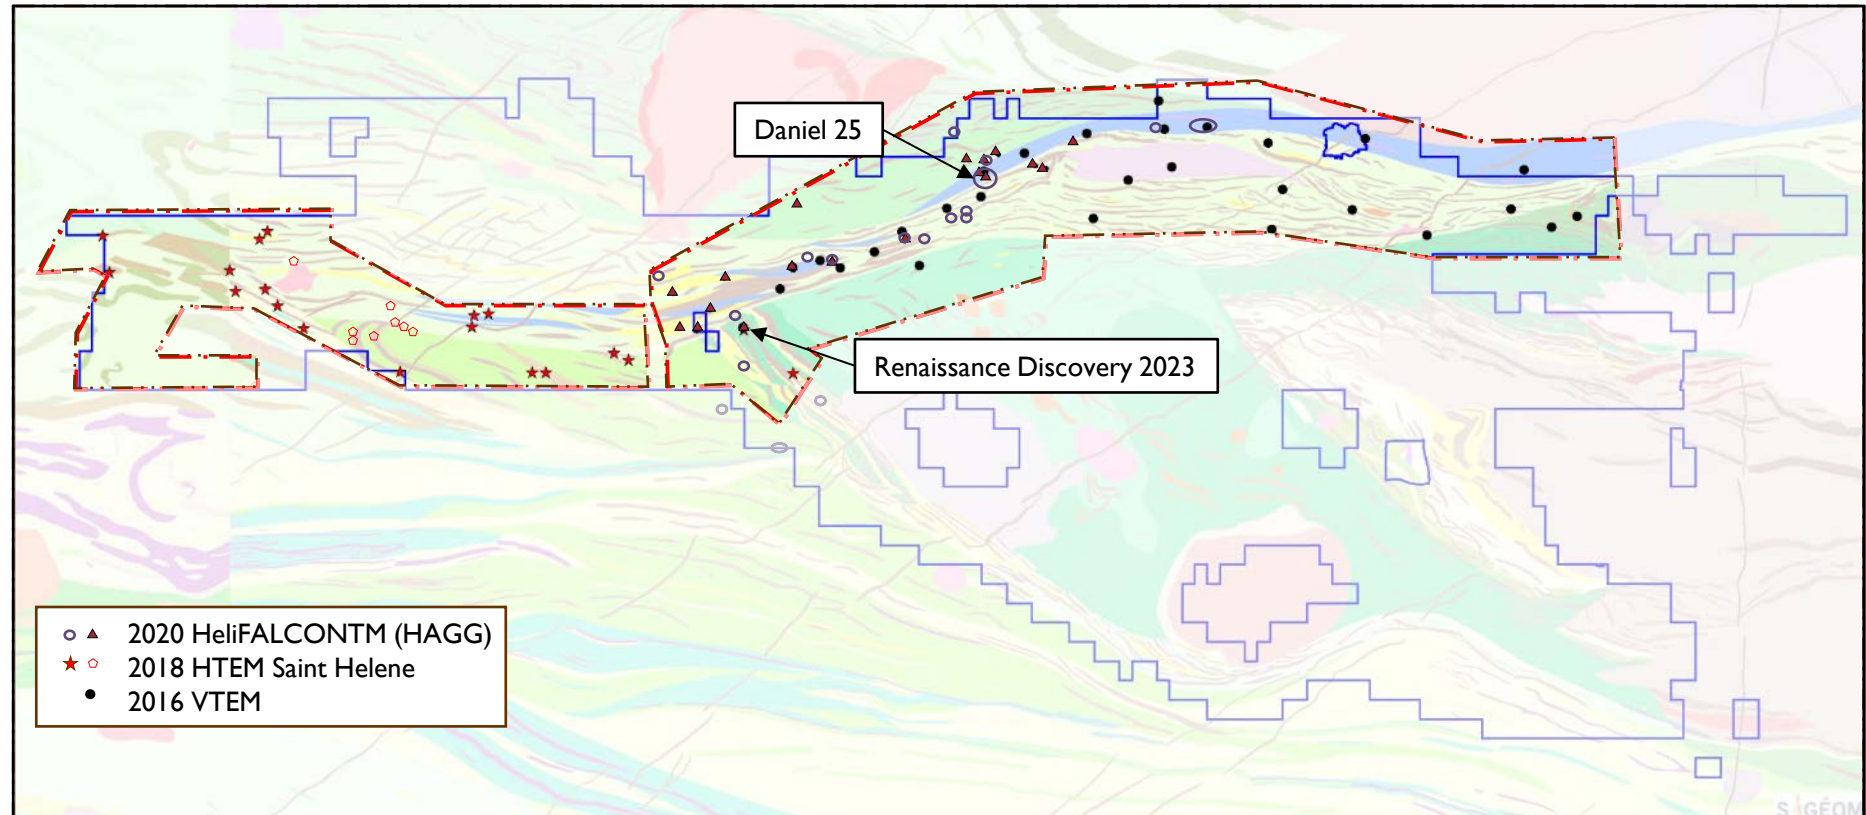 Daniel 25
Renaissance Discovery 2023
2020 HeliFALCONTM (HAGG)
2018 HTEM Saint Helene
2016 VTEM